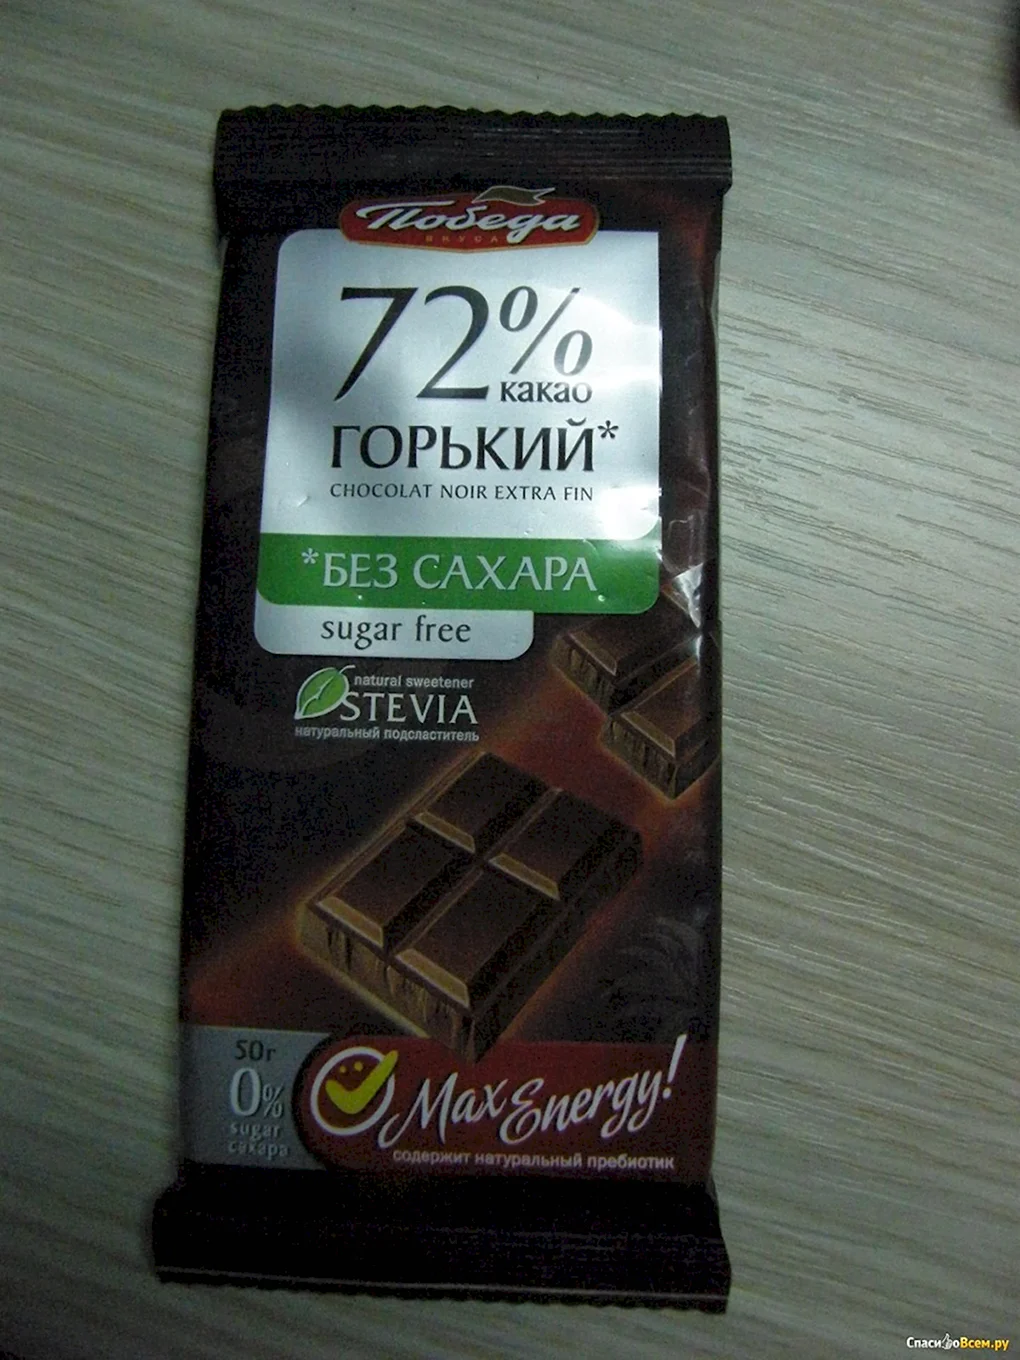 Победа
ВКУСА
72%
какао
ГОРЬКИЙ*
CHOCOLAT NOIR EXTRA FIN
*БЕЗ САХАРА
sugar free
natural sweetener
STEVIA
натуральный подсластитель
50г
0%
sugar
сахара
Max Energy!
содержит натуральный пребиотик
СпасибоВсем.ру